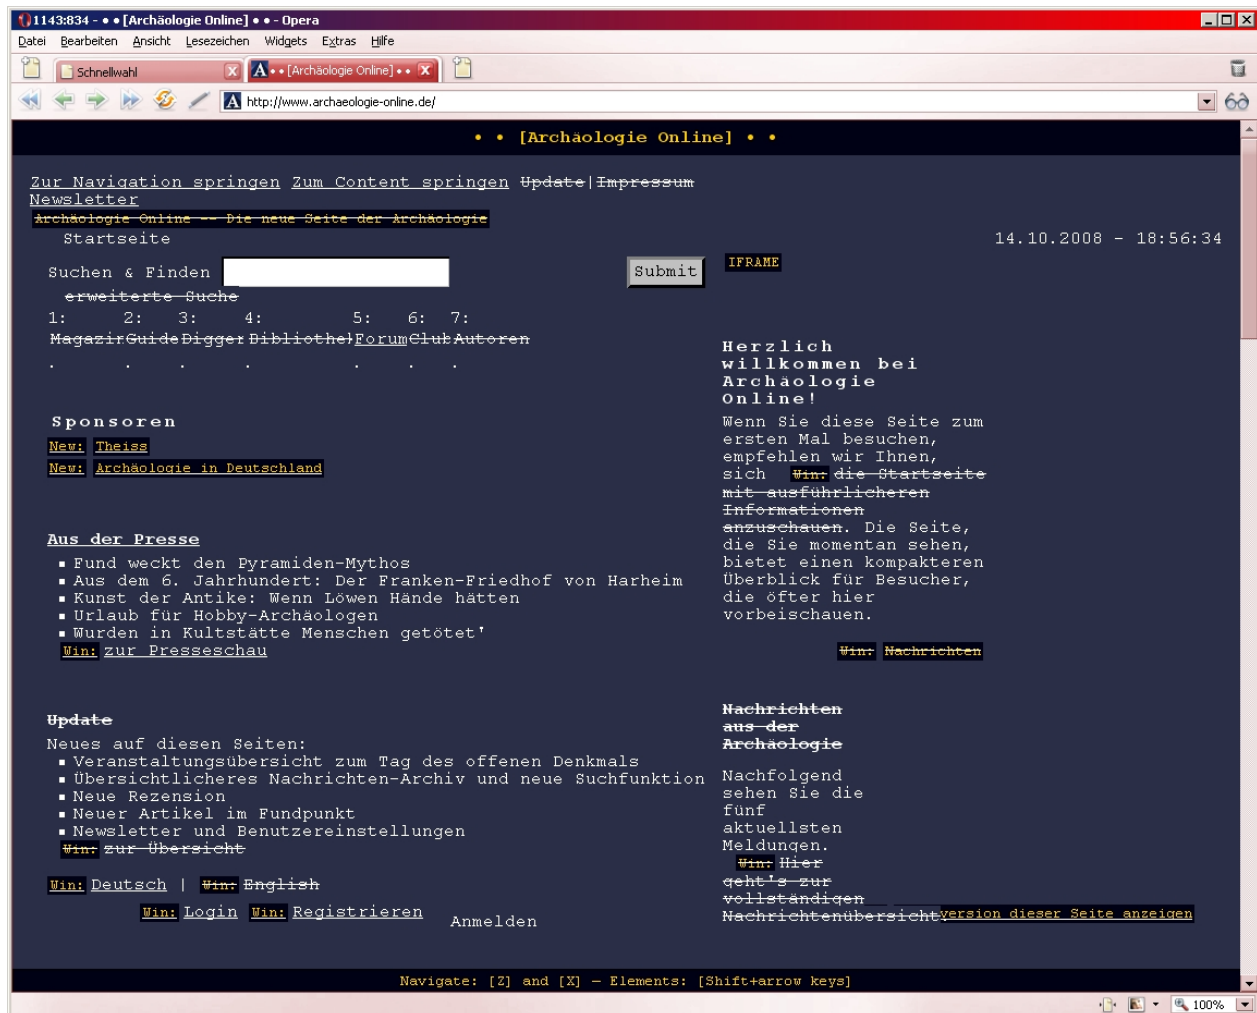 1143:834 - • • [Archäologie Online] • • - Opera
Datei Bearbeiten Ansicht Lesezeichen Widgets Extras Hilfe
Schnellwahl
A • • [Archäologie Online] • •
A http://www.archaeologie-online.de/
• • [Archäologie Online] • •
Zur Navigation springen Zum Content springen Update|Impressum
Newsletter
Archäologie Online -- Die neue Seite der Archäologie
Startseite
14.10.2008 - 18:56:34
Suchen & Finden
Submit
IFRAME
erweiterte Suche
1: 2: 3: 4: 5: 6: 7:
Magazin Guide Digger Bibliothek Forum Club Autoren
. . . . . . .
Sponsoren
New: Theiss
New: Archäologie in Deutschland
Aus der Presse
▪ Fund weckt den Pyramiden-Mythos
▪ Aus dem 6. Jahrhundert: Der Franken-Friedhof von Harheim
▪ Kunst der Antike: Wenn Löwen Hände hätten
▪ Urlaub für Hobby-Archäologen
▪ Wurden in Kultstätte Menschen getötet'
Win: zur Presseschau
Update
Neues auf diesen Seiten:
▪ Veranstaltungsübersicht zum Tag des offenen Denkmals
▪ Übersichtlicheres Nachrichten-Archiv und neue Suchfunktion
▪ Neue Rezension
▪ Neuer Artikel im Fundpunkt
▪ Newsletter und Benutzereinstellungen
Win: zur Übersicht
Win: Deutsch | Win: English
Win: Login Win: Registrieren
Anmelden
Herzlich
willkommen bei
Archäologie
Online!
Wenn Sie diese Seite zum
ersten Mal besuchen,
empfehlen wir Ihnen,
sich Win: die Startseite
mit ausführlicheren
Informationen
anzuschauen. Die Seite,
die Sie momentan sehen,
bietet einen kompakteren
Überblick für Besucher,
die öfter hier
vorbeischauen.
Win: Nachrichten
Nachrichten
aus der
Archäologie
Nachfolgend
sehen Sie die
fünf
aktuellsten
Meldungen.
Win: Hier
geht's zur
vollständigen
Nachrichtenübersicht.
version dieser Seite anzeigen
Navigate: [Z] and [X] — Elements: [Shift+arrow keys]
100%